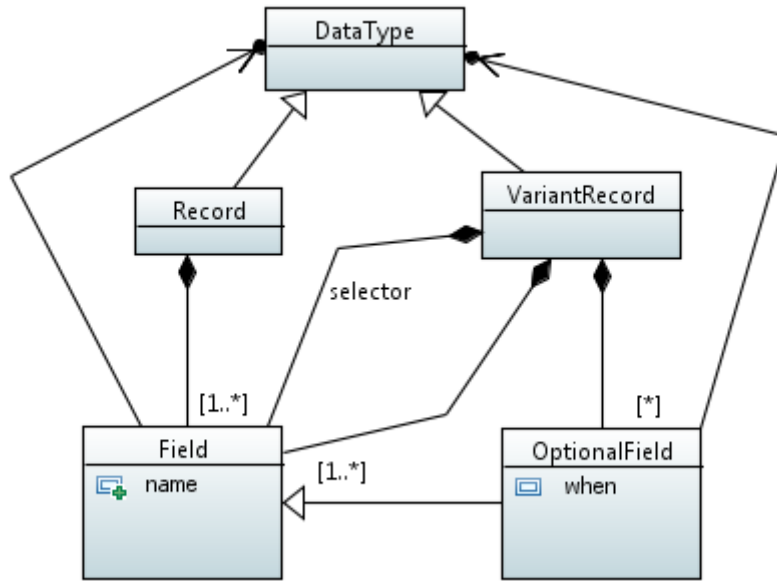 DataType
Record
VariantRecord
selector
[1..*]
[*]
Field
OptionalField
name
[1..*]
when